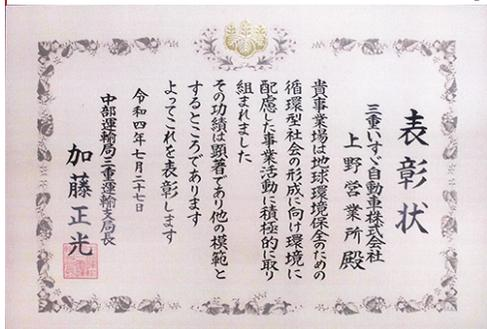 表彰状
三重いすゞ自動車株式会社
上野営業所殿
貴事業場は地球環境保全のための
循環型社会の形成に向け環境に
配慮した事業活動に積極的に取り
組まれました
その功績は顕著であり他の模範と
するところであります
よってこれを表彰します
令和四年七月二十七日
中部運輸局三重運輸支局長
加藤正光